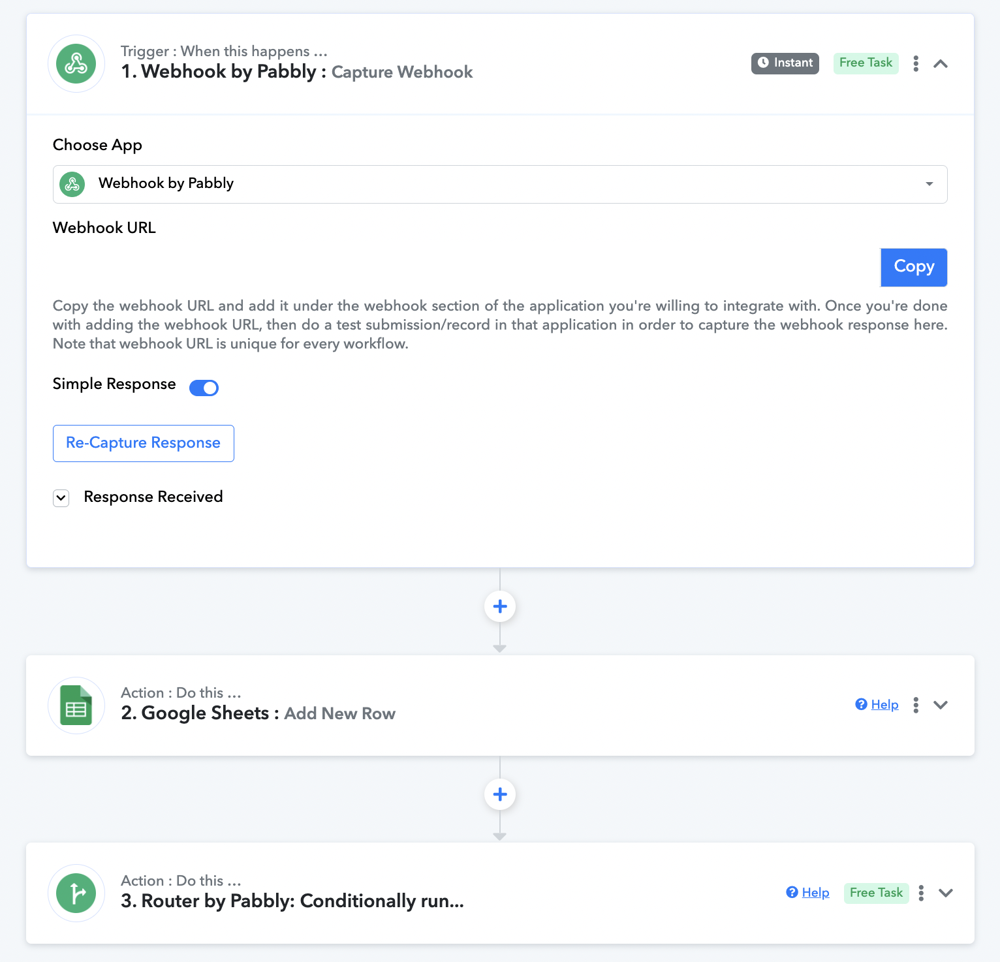 Trigger : When this happens ...
1. Webhook by Pabbly : Capture Webhook
Instant
Free Task
Choose App
Webhook by Pabbly
Webhook URL
Copy
Copy the webhook URL and add it under the webhook section of the application you're willing to integrate with. Once you're done
with adding the webhook URL, then do a test submission/record in that application in order to capture the webhook response here.
Note that webhook URL is unique for every workflow.
Simple Response
Re-Capture Response
Response Received
Action : Do this ...
2. Google Sheets : Add New Row
Help
Action : Do this ...
3. Router by Pabbly: Conditionally run...
Help
Free Task